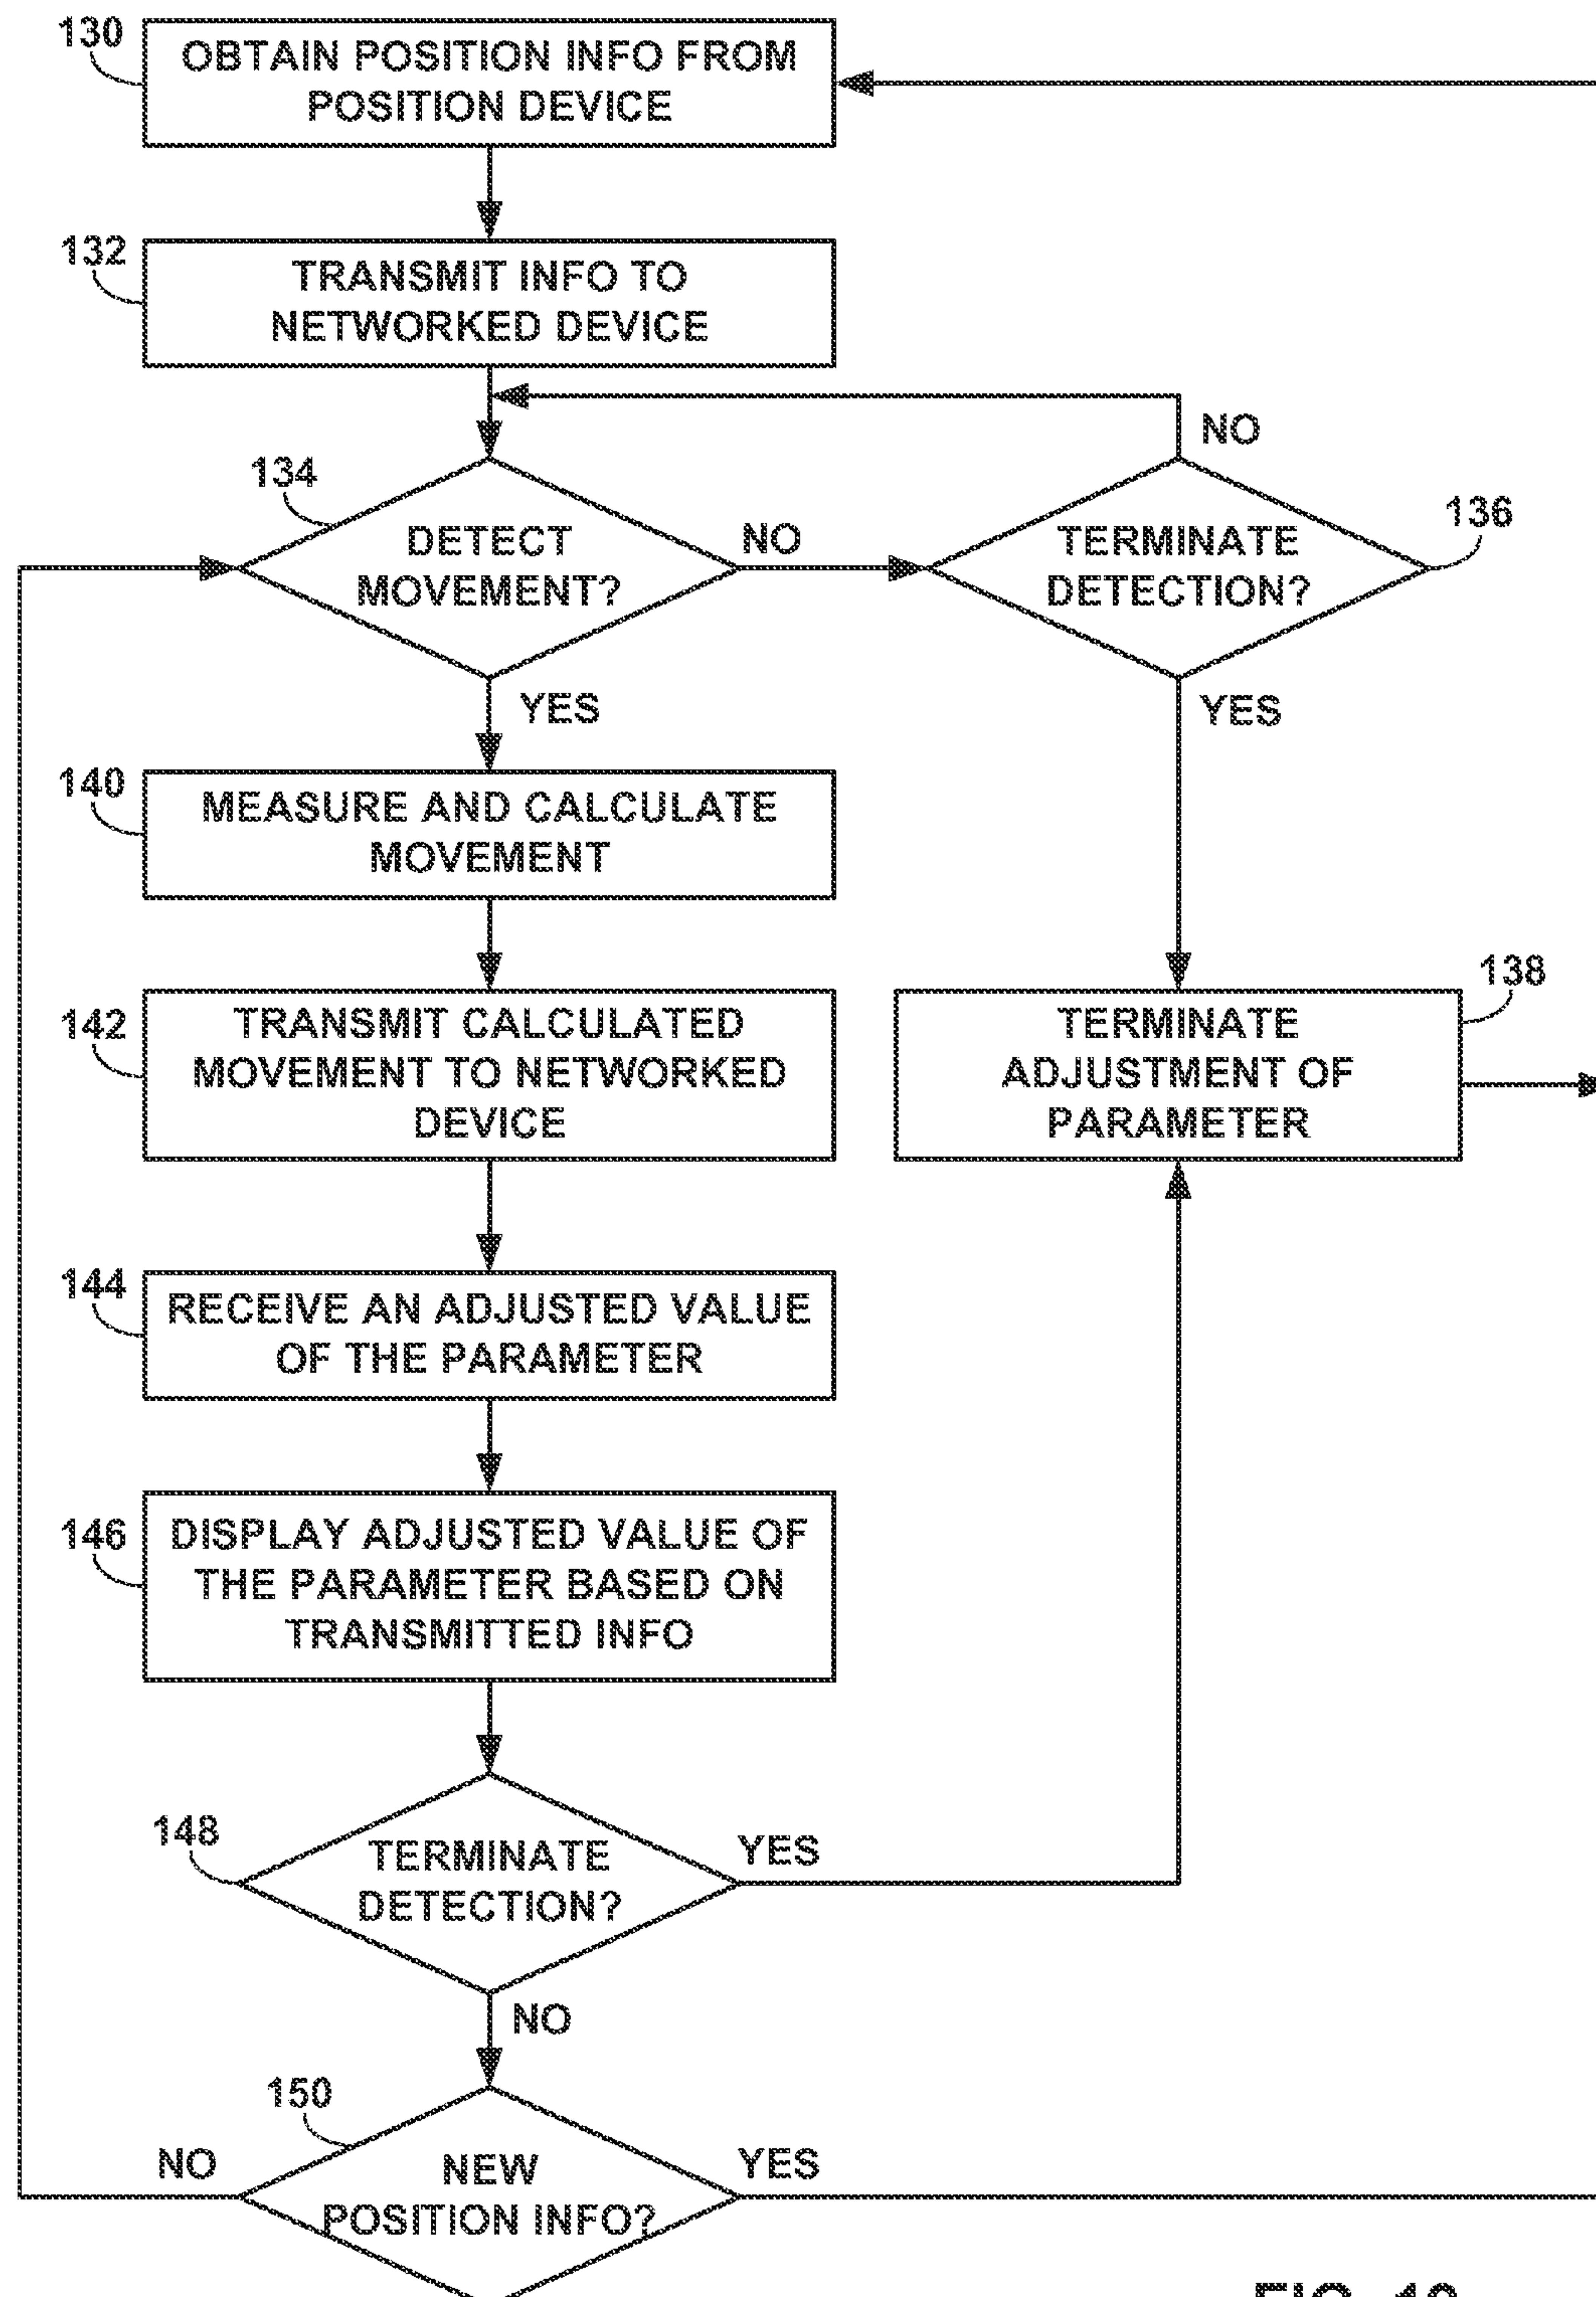 130
OBTAIN POSITION INFO FROM
POSITION DEVICE
132
TRANSMIT INFO TO
NETWORKED DEVICE
NO
134
DETECT
MOVEMENT?
NO
TERMINATE
DETECTION?
136
YES
YES
140
MEASURE AND CALCULATE
MOVEMENT
142
TRANSMIT CALCULATED
MOVEMENT TO NETWORKED
DEVICE
138
TERMINATE
ADJUSTMENT OF
PARAMETER
144
RECEIVE AN ADJUSTED VALUE
OF THE PARAMETER
146
DISPLAY ADJUSTED VALUE OF
THE PARAMETER BASED ON
TRANSMITTED INFO
148
TERMINATE
DETECTION?
YES
NO
150
NO
NEW
POSITION INFO?
YES
FIG.